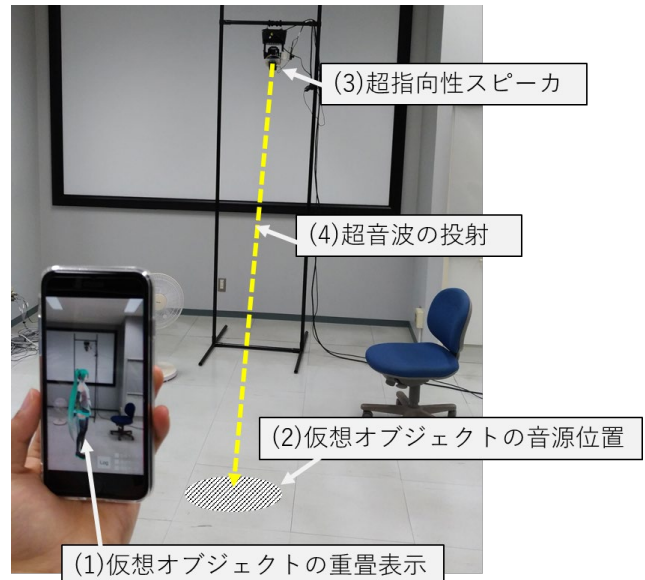 (3)超指向性スピーカ
(4)超音波の投射
(2)仮想オブジェクトの音源位置
(1)仮想オブジェクトの重畳表示